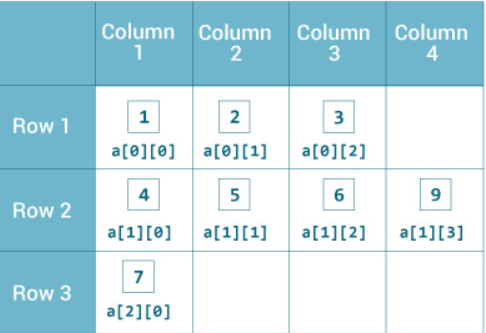 Column 1 Column 2 Column 3 Column 4
Row 1 1 2 3
a[0][0] a[0][1] a[0][2]
Row 2 4 5 6 9
a[1][0] a[1][1] a[1][2] a[1][3]
Row 3 7
a[2][0]